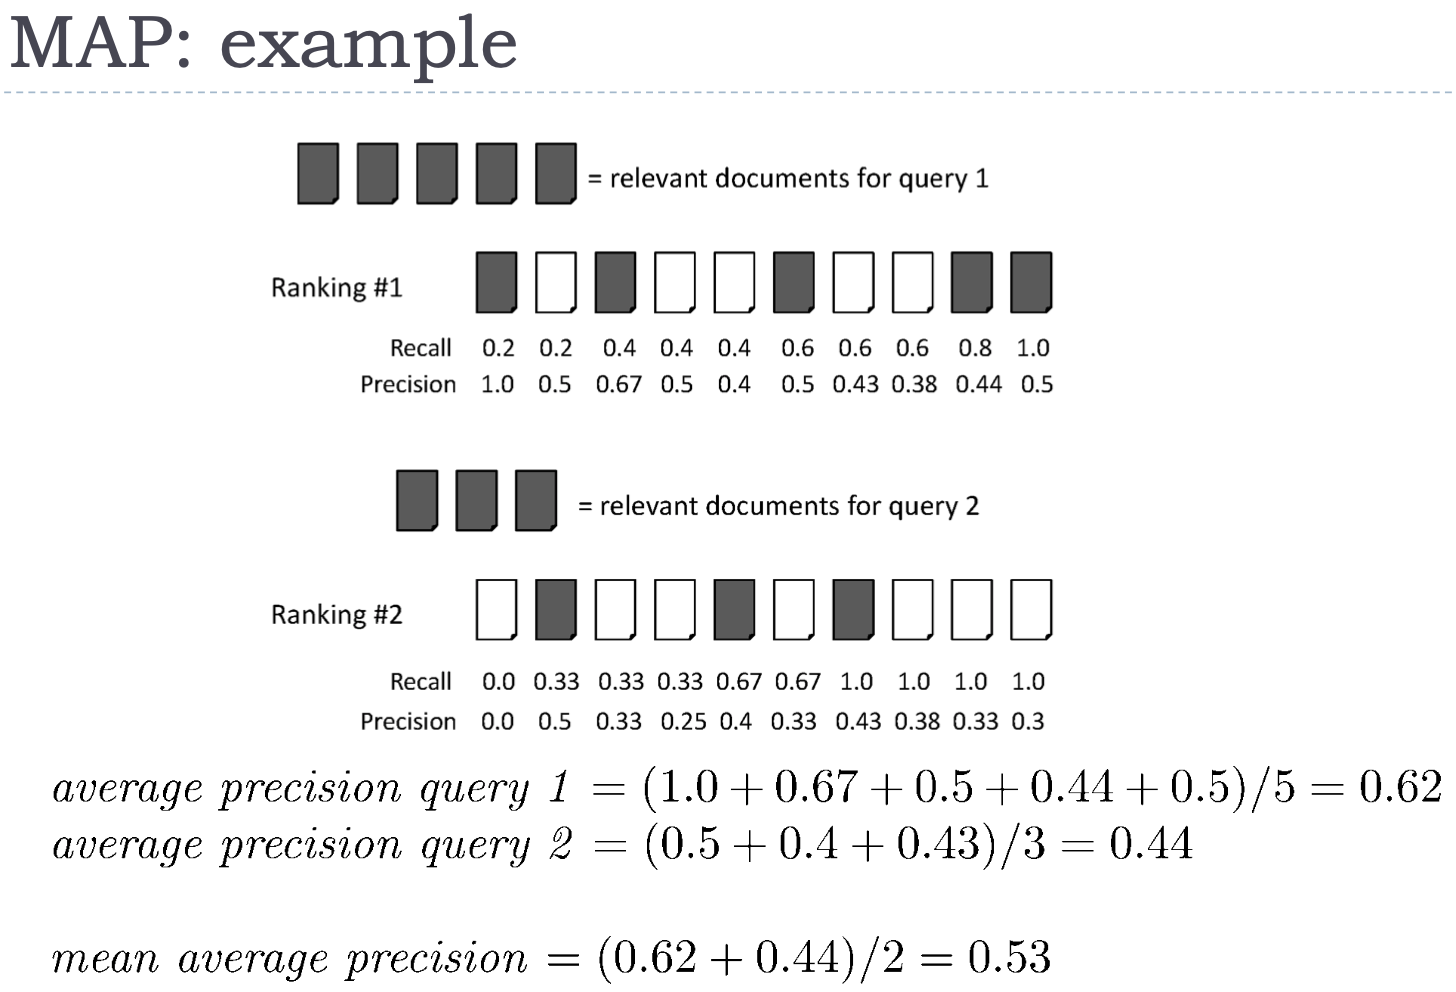 MAP: example
= relevant documents for query 1
Ranking #1
Recall 0.2 0.2 0.4 0.4 0.4 0.6 0.6 0.6 0.8 1.0
Precision 1.0 0.5 0.67 0.5 0.4 0.5 0.43 0.38 0.44 0.5
= relevant documents for query 2
Ranking #2
Recall 0.0 0.33 0.33 0.33 0.67 0.67 1.0 1.0 1.0 1.0
Precision 0.0 0.5 0.33 0.25 0.4 0.33 0.43 0.38 0.33 0.3
average precision query 1 = (1.0 + 0.67 + 0.5 + 0.44 + 0.5)/5 = 0.62
average precision query 2 = (0.5 + 0.4 + 0.43)/3 = 0.44
mean average precision = (0.62 + 0.44)/2 = 0.53